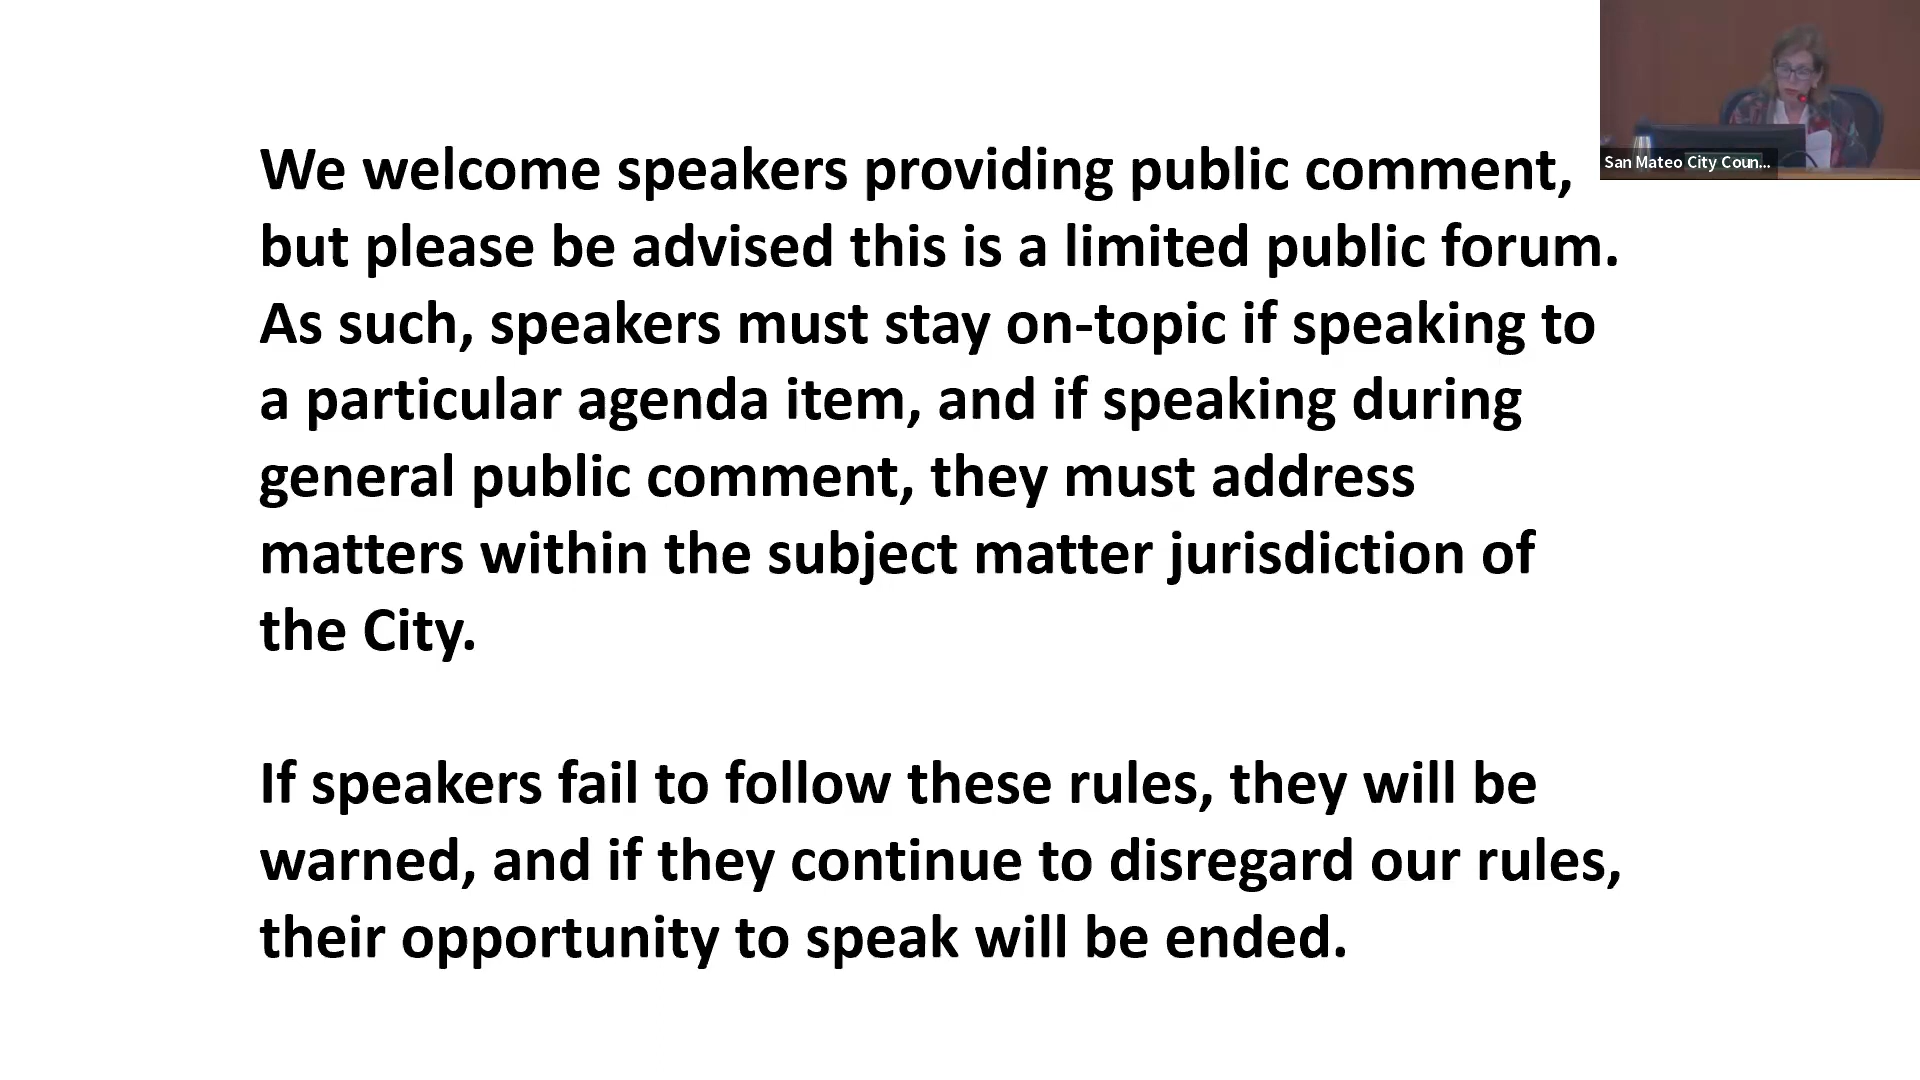 We welcome speakers providing public comment,
but please be advised this is a limited public forum.
As such, speakers must stay on-topic if speaking to
a particular agenda item, and if speaking during
general public comment, they must address
matters within the subject matter jurisdiction of
the City.
If speakers fail to follow these rules, they will be
warned, and if they continue to disregard our rules,
their opportunity to speak will be ended.
San Mateo City Coun...